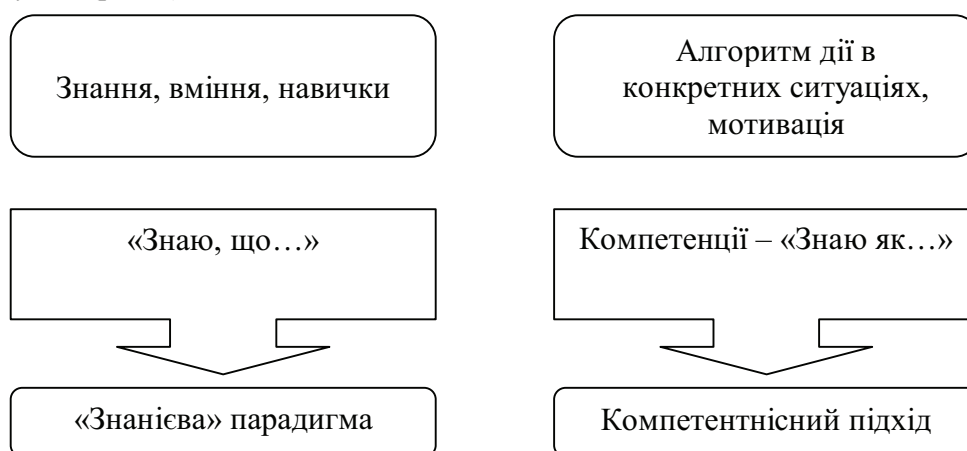 Знання, вміння, навички
Алгоритм дії в
конкретних ситуаціях,
мотивація
«Знаю, що…»
Компетенції – «Знаю як…»
«Знанієва» парадигма
Компетентнісний підхід